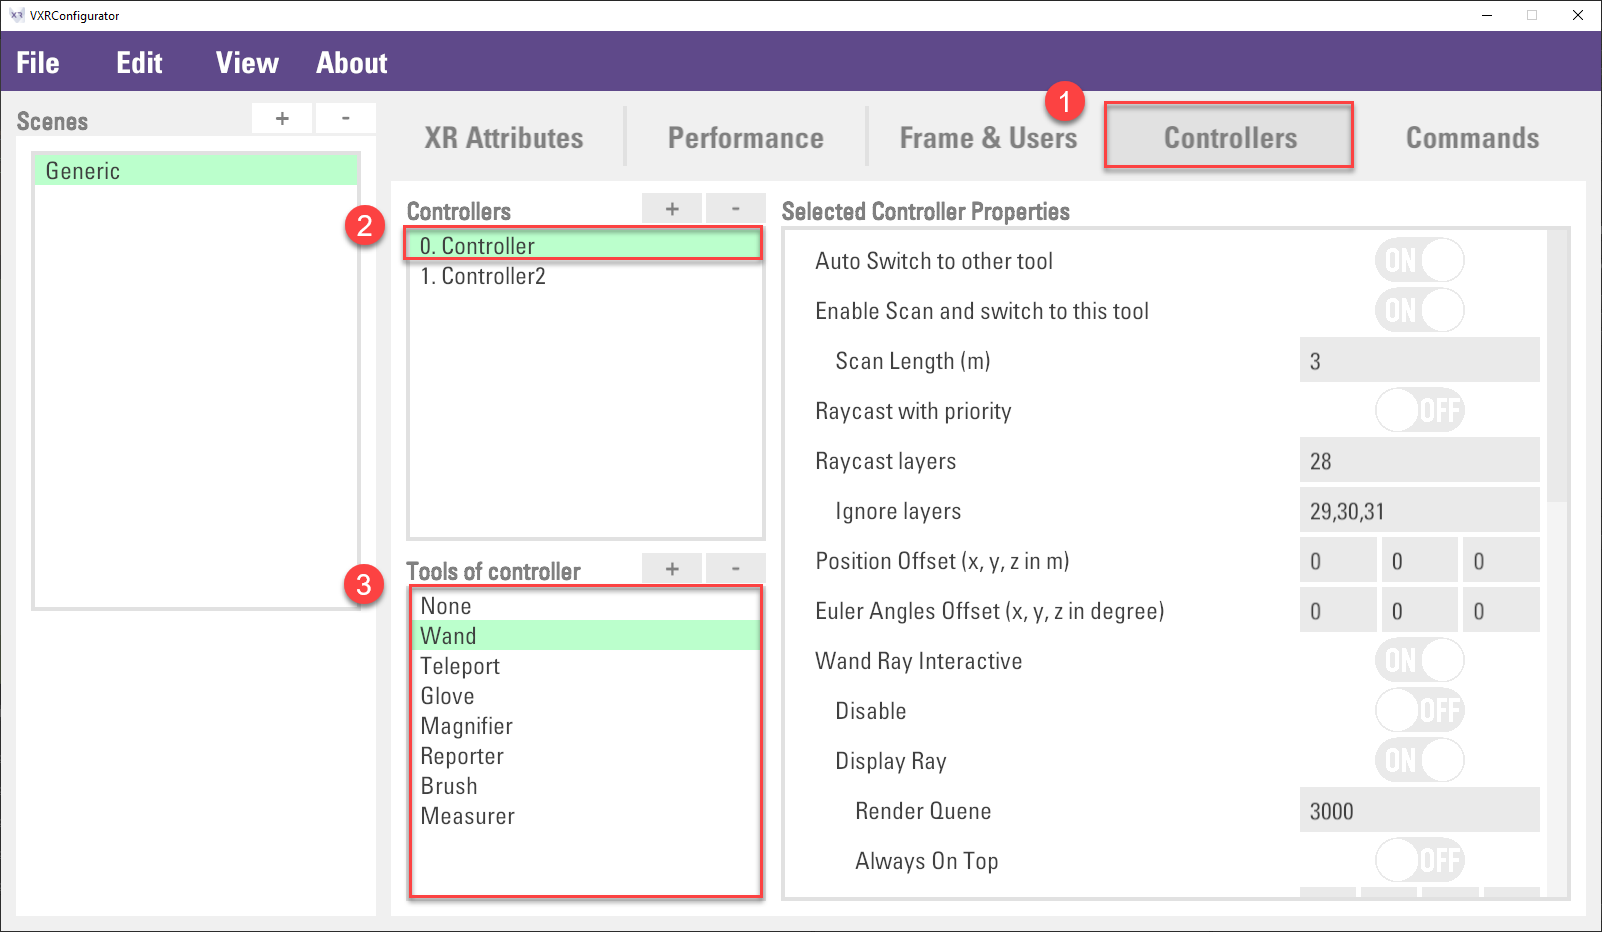 VXRConfigurator
File Edit View About
Scenes + -
Generic
1
XR Attributes Performance Frame & Users Controllers Commands
2
Controllers + -
0. Controller
1. Controller2
3
Tools of controller + -
None
Wand
Teleport
Glove
Magnifier
Reporter
Brush
Measurer
Selected Controller Properties
Auto Switch to other tool ON
Enable Scan and switch to this tool ON
Scan Length (m) 3
Raycast with priority OFF
Raycast layers 28
Ignore layers 29,30,31
Position Offset (x, y, z in m) 0 0 0
Euler Angles Offset (x, y, z in degree) 0 0 0
Wand Ray Interactive ON
Disable OFF
Display Ray ON
Render Quene 3000
Always On Top OFF